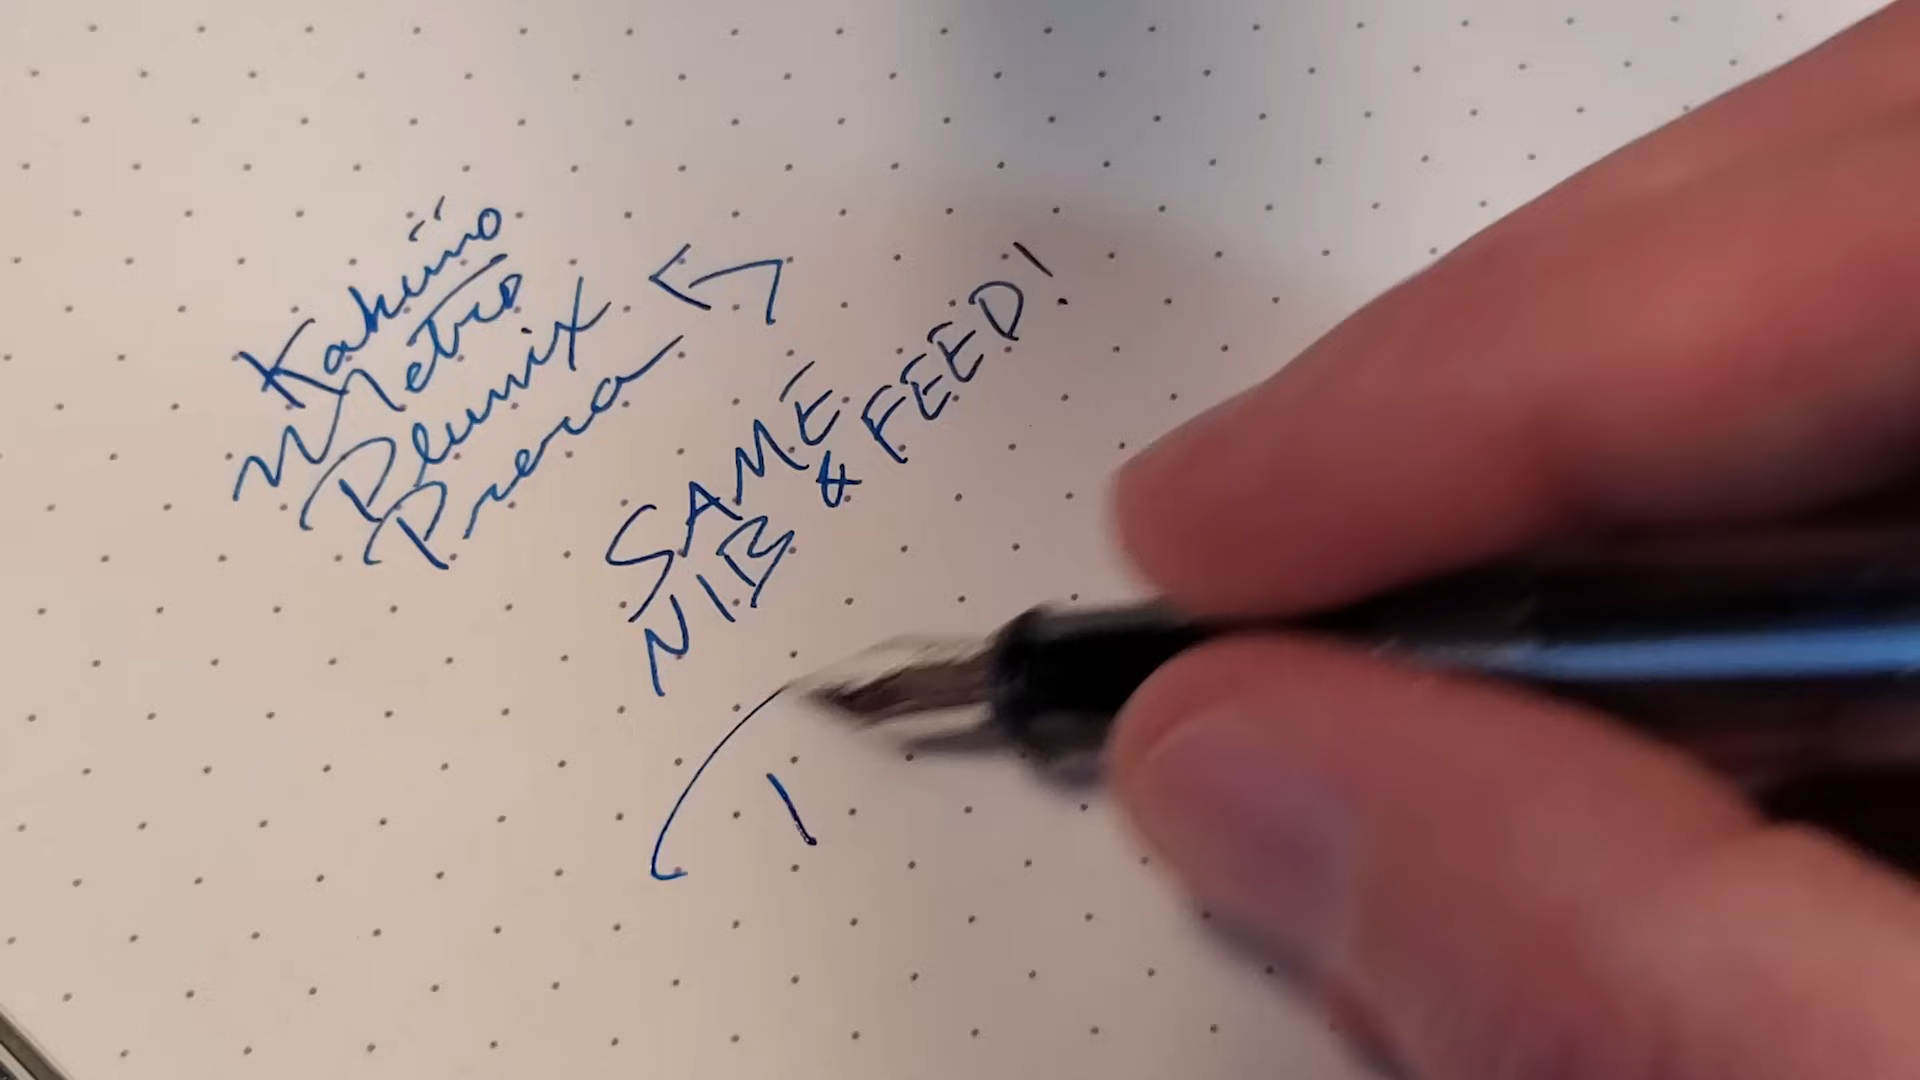 Kakuno
Metro
Plumix
Prera
SAME
NIB & FEED!